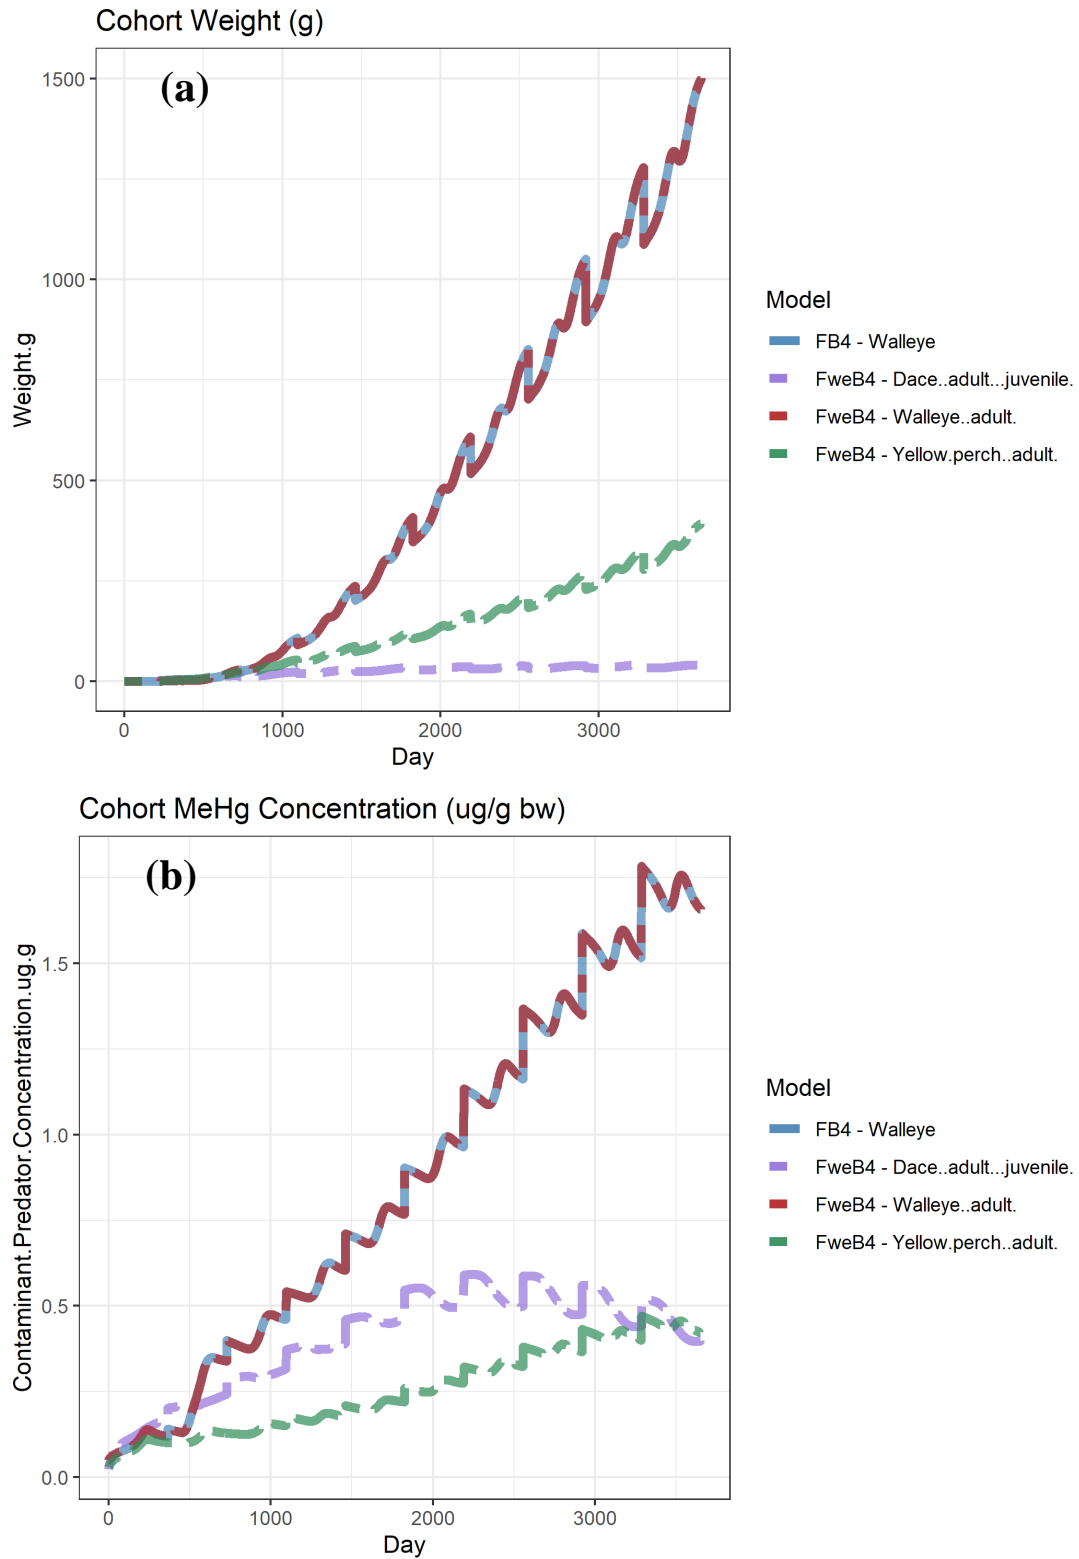 Cohort Weight (g)
(a)
1500
1000
500
0
Weight.g
0 1000 2000 3000
Day
Model
FB4 - Walleye
FweB4 - Dace..adult...juvenile.
FweB4 - Walleye..adult.
FweB4 - Yellow.perch..adult.
Cohort MeHg Concentration (ug/g bw)
(b)
1.5
1.0
0.5
0.0
Contaminant.Predator.Concentration.ug.g
0 1000 2000 3000
Day
Model
FB4 - Walleye
FweB4 - Dace..adult...juvenile.
FweB4 - Walleye..adult.
FweB4 - Yellow.perch..adult.